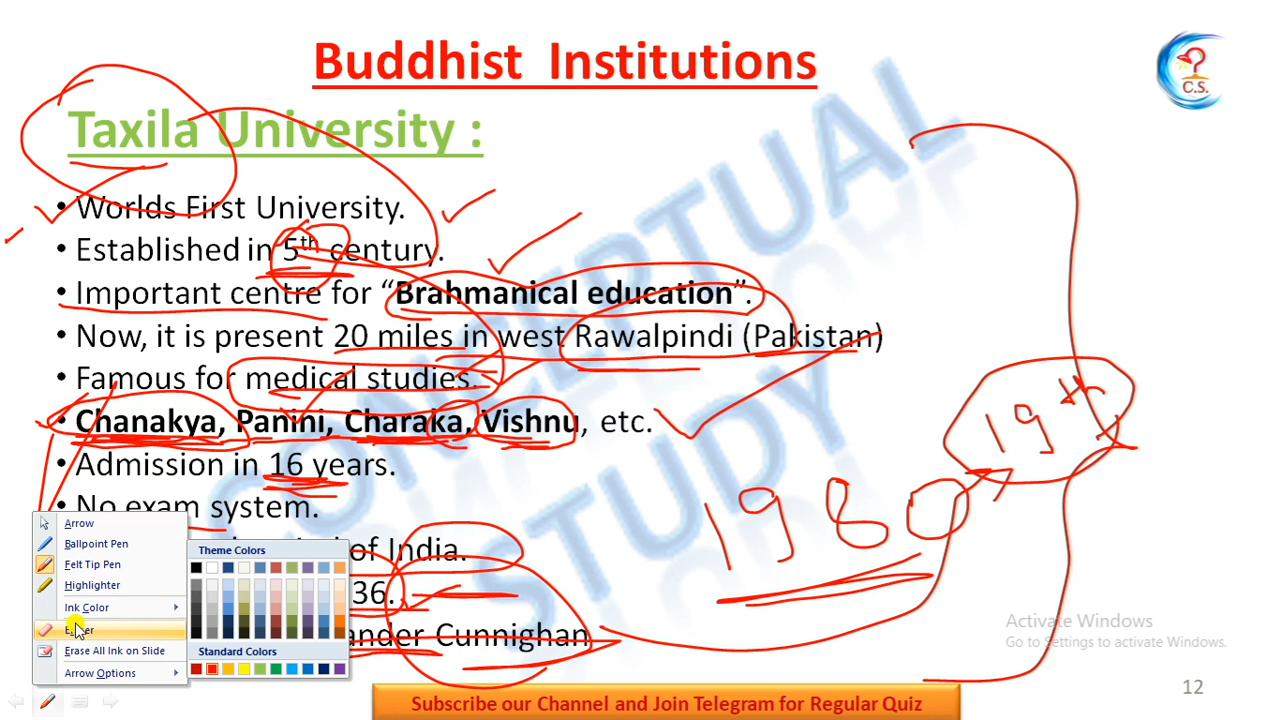 Buddhist Institutions
C.S.
Taxila University :
• Worlds First University.
• Established in 5th century.
• Important centre for “Brahmanical education”.
• Now, it is present 20 miles in west Rawalpindi (Pakistan)
• Famous for medical studies.
• Chanakya, Panini, Charaka, Vishnu, etc.
• Admission in 16 years.
• No exam system.
of India.
36.
ander Cunnighan
19th
1980
CONCEPTUAL
STUDY
Arrow
Ballpoint Pen
Felt Tip Pen
Highlighter
Ink Color
Erase All Ink on Slide
Arrow Options
Theme Colors
Standard Colors
Activate Windows
Go to Settings to activate Windows.
12
Subscribe our Channel and Join Telegram for Regular Quiz